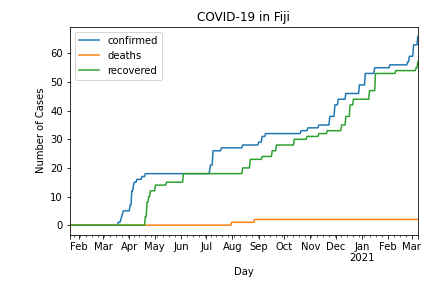 COVID-19 in Fiji
confirmed
deaths
recovered
Number of Cases
60
50
40
30
20
10
0
Feb Mar Apr May Jun Jul Aug Sep Oct Nov Dec Jan Feb Mar
2021
Day